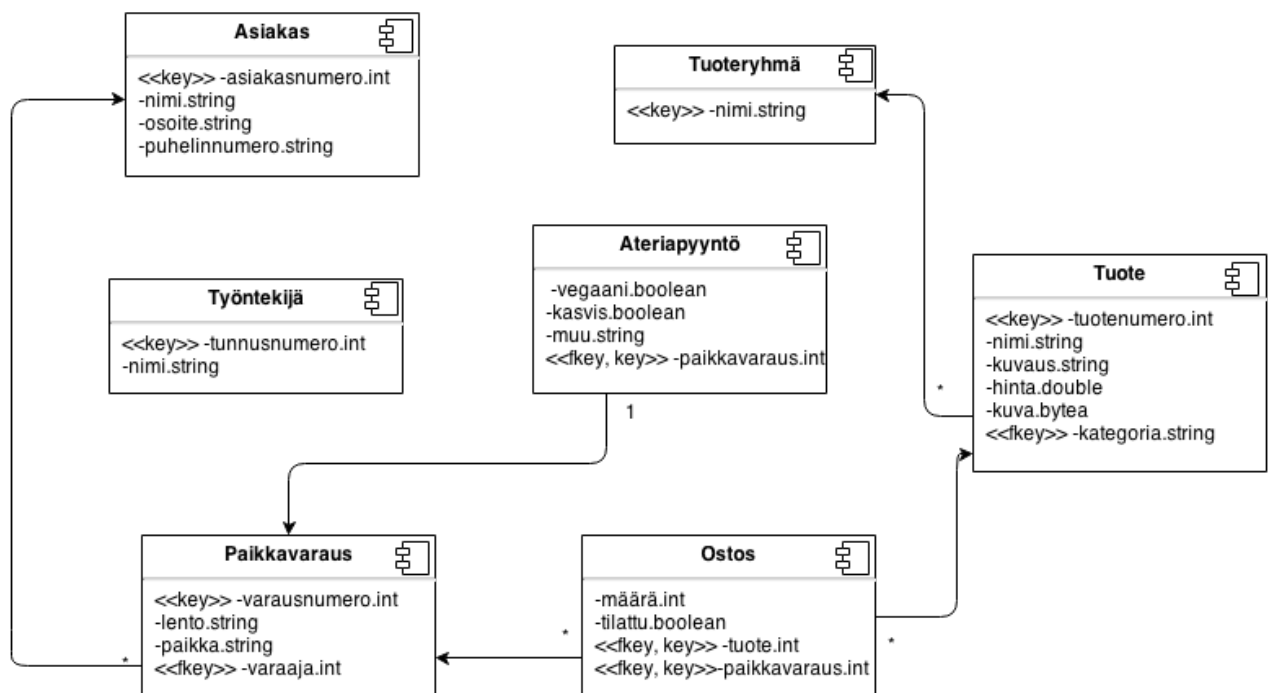 Asiakas
<<key>> -asiakasnumero.int
-nimi.string
-osoite.string
-puhelinnumero.string
Tuoteryhmä
<<key>> -nimi.string
Ateriapyyntö
-vegaani.boolean
-kasvis.boolean
-muu.string
<<fkey, key>> -paikkavaraus.int
1
Työntekijä
<<key>> -tunnusnumero.int
-nimi.string
Tuote
<<key>> -tuotenumero.int
-nimi.string
-kuvaus.string
-hinta.double
-kuva.bytea
<<fkey>> -kategoria.string
*
Paikkavaraus
<<key>> -varausnumero.int
-lento.string
-paikka.string
<<fkey>> -varaaja.int
*
Ostos
-määrä.int
-tilattu.boolean
<<fkey, key>> -tuote.int
<<fkey, key>>-paikkavaraus.int
*
*